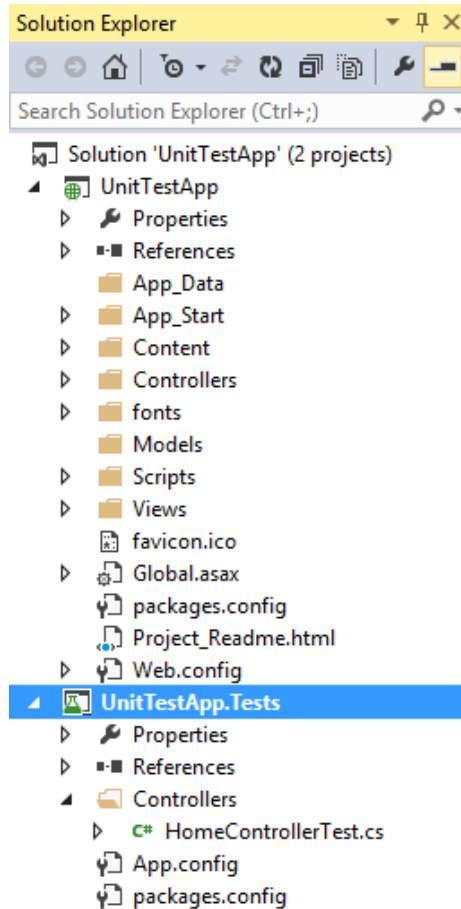 Solution Explorer
Search Solution Explorer (Ctrl+;)
Solution 'UnitTestApp' (2 projects)
UnitTestApp
Properties
References
App_Data
App_Start
Content
Controllers
fonts
Models
Scripts
Views
favicon.ico
Global.asax
packages.config
Project_Readme.html
Web.config
UnitTestApp.Tests
Properties
References
Controllers
C# HomeControllerTest.cs
App.config
packages.config